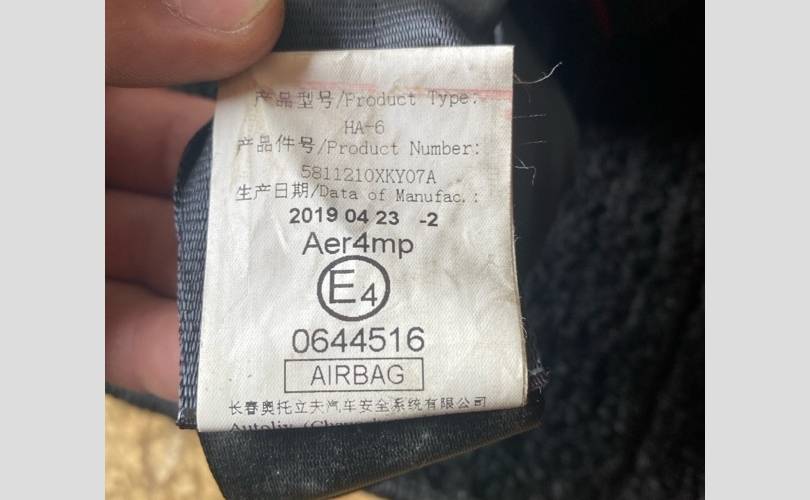 产品型号/Product Type:
HA-6
产品件号/Product Number:
5811210XKY07A
生产日期/Data of Manufac.:
2019 04 23 -2
Aer4mp
E4
0644516
AIRBAG
长春奥托立夫汽车安全系统有限公司
Autoliv